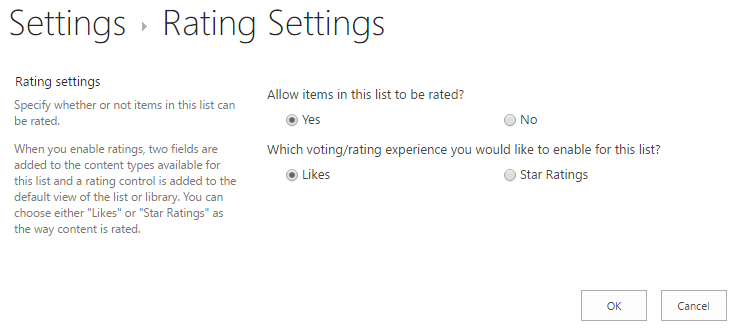 Settings › Rating Settings
Rating settings
Specify whether or not items in this list can
be rated.
When you enable ratings, two fields are
added to the content types available for
this list and a rating control is added to the
default view of the list or library. You can
choose either "Likes" or "Star Ratings" as
the way content is rated.
Allow items in this list to be rated?
Yes No
Which voting/rating experience you would like to enable for this list?
Likes Star Ratings
OK Cancel